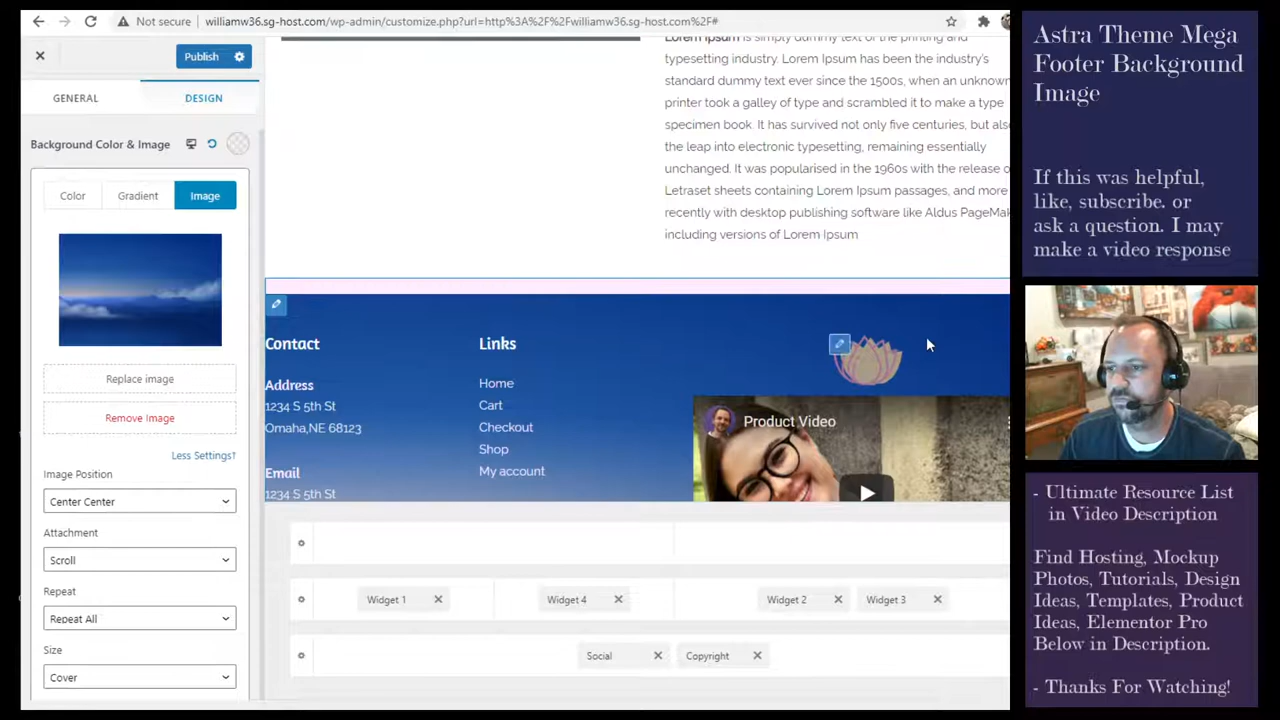 Not secure
williamw36.sg-host.com/wp-admin/customize.php?url=http%3A%2F%2Fwilliamw36.sg-host.com%2F#
Publish
GENERAL
DESIGN
Background Color & Image
Color
Gradient
Image
Replace image
Remove Image
Less Settings↑
Image Position
Center Center
Attachment
Scroll
Repeat
Repeat All
Size
Cover
Lorem Ipsum is simply dummy text of the printing and
typesetting industry. Lorem Ipsum has been the industry's
standard dummy text ever since the 1500s, when an unknown
printer took a galley of type and scrambled it to make a type
specimen book. It has survived not only five centuries, but also
the leap into electronic typesetting, remaining essentially
unchanged. It was popularised in the 1960s with the release o
Letraset sheets containing Lorem Ipsum passages, and more
recently with desktop publishing software like Aldus PageMak
including versions of Lorem Ipsum
Contact
Address
1234 S 5th St
Omaha,NE 68123
Email
1234 S 5th St
Links
Home
Cart
Checkout
Shop
My account
Product Video
Widget 1
Widget 4
Widget 2
Widget 3
Social
Copyright
Astra Theme Mega
Footer Background
Image
If this was helpful,
like, subscribe. or
ask a question. I may
make a video response
- Ultimate Resource List
in Video Description
Find Hosting, Mockup
Photos, Tutorials, Design
Ideas, Templates, Product
Ideas, Elementor Pro
Below in Description.
- Thanks For Watching!